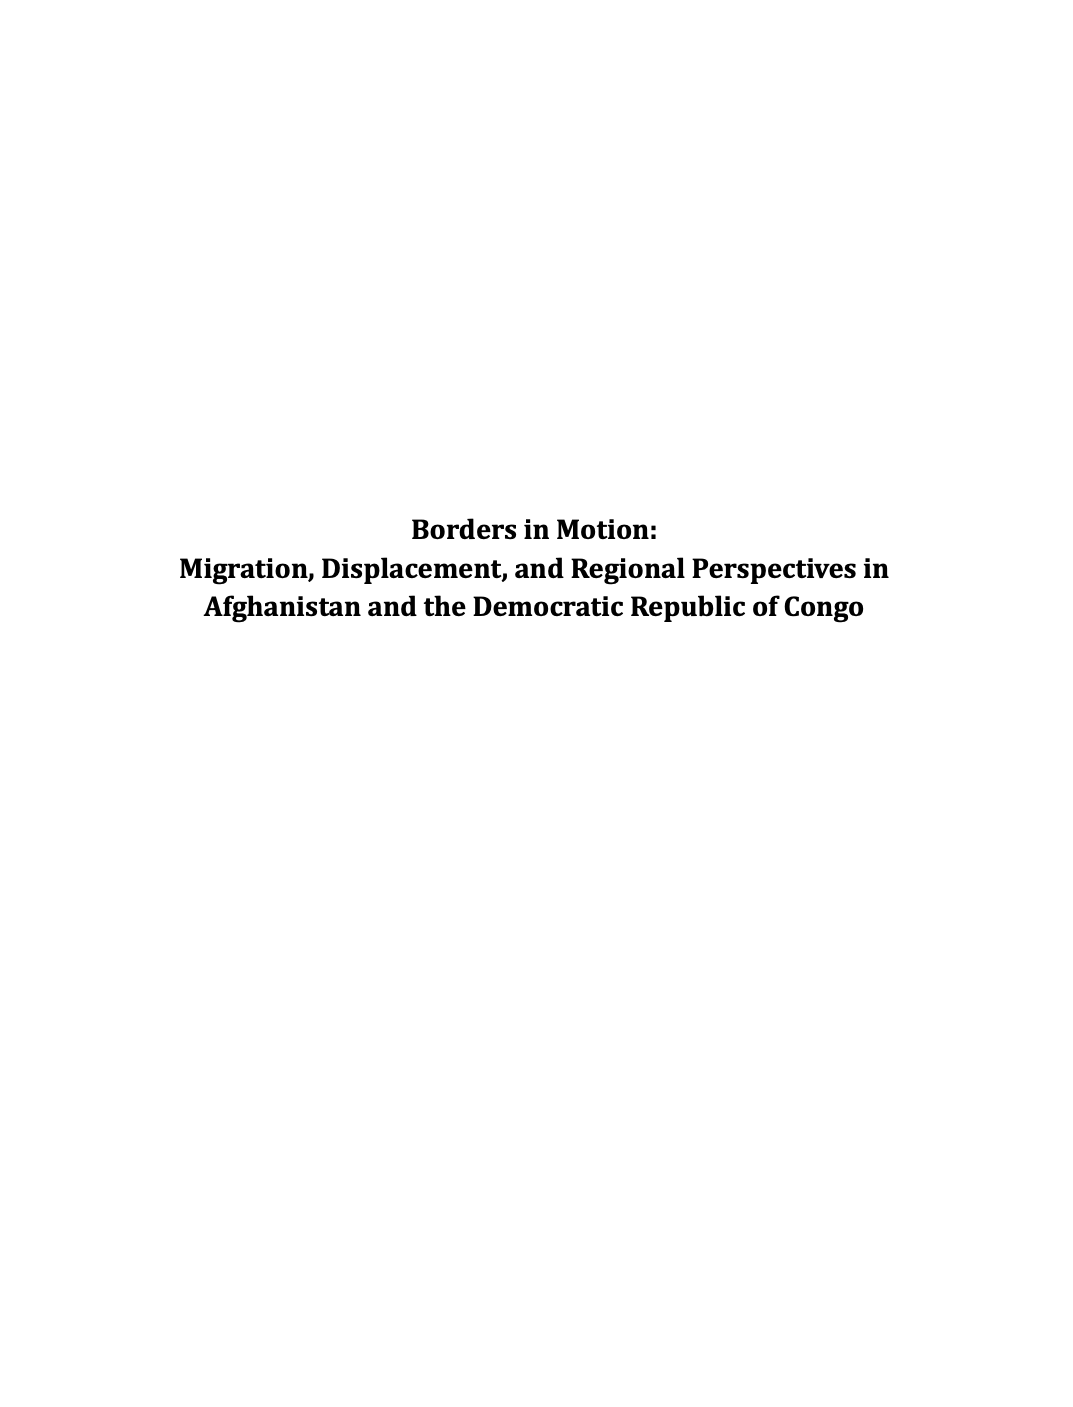 Borders in Motion:
Migration, Displacement, and Regional Perspectives in
Afghanistan and the Democratic Republic of Congo